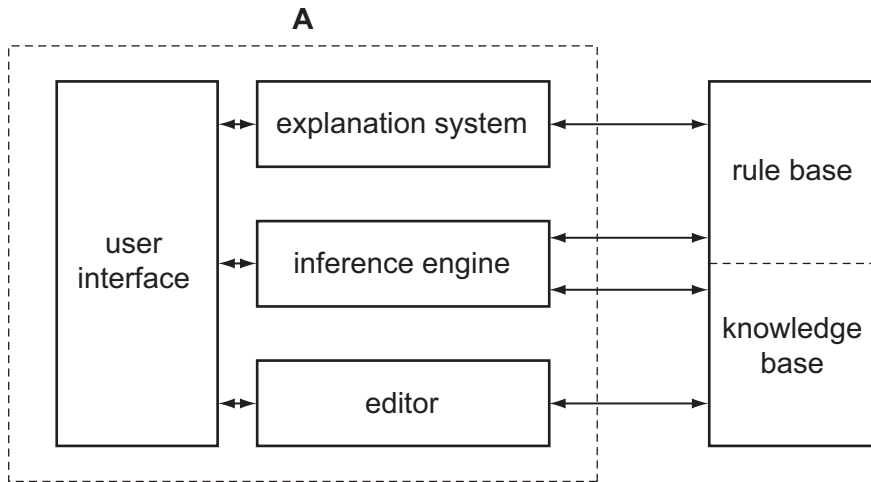 A
explanation system
rule base
user
interface
inference engine
knowledge
base
editor